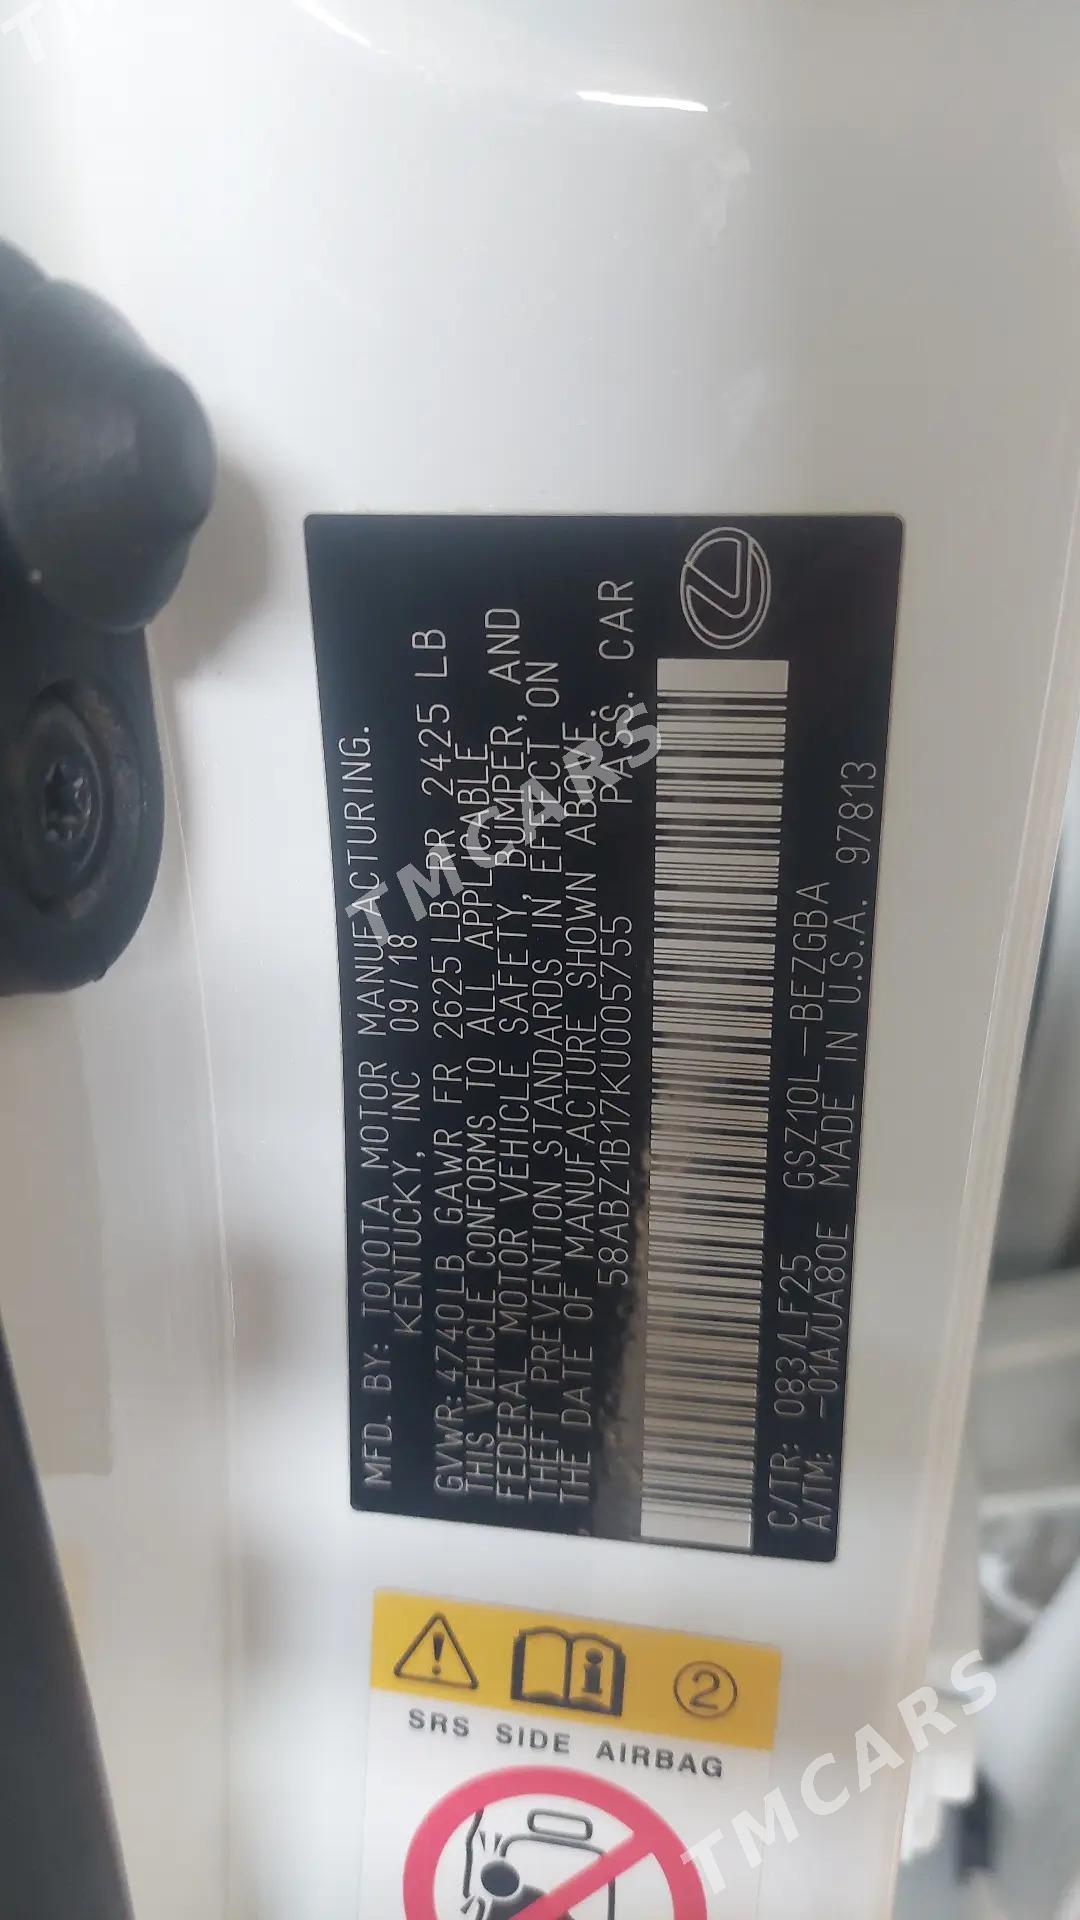 MFD. BY: TOYOTA MOTOR MANUFACTURING.
KENTUCKY, INC 09/18
GVWR: 4740LB GAWR FR 2625LB RR 2425 LB
THIS VEHICLE CONFORMS TO ALL APPLICABLE
FEDERAL MOTOR VEHICLE SAFETY, BUMPER, AND
THEFT PREVENTION STANDARDS IN EFFECT ON
THE DATE OF MANUFACTURE SHOWN ABOVE.
58ABZ1B17KU005755 PASS. CAR
C/TR: 083/LF25 GSZ10L-BEZGBA
A/TM: -01A/UA80E MADE IN U.S.A. 97813
2
SRS SIDE AIRBAG
TMCARS
TMCARS